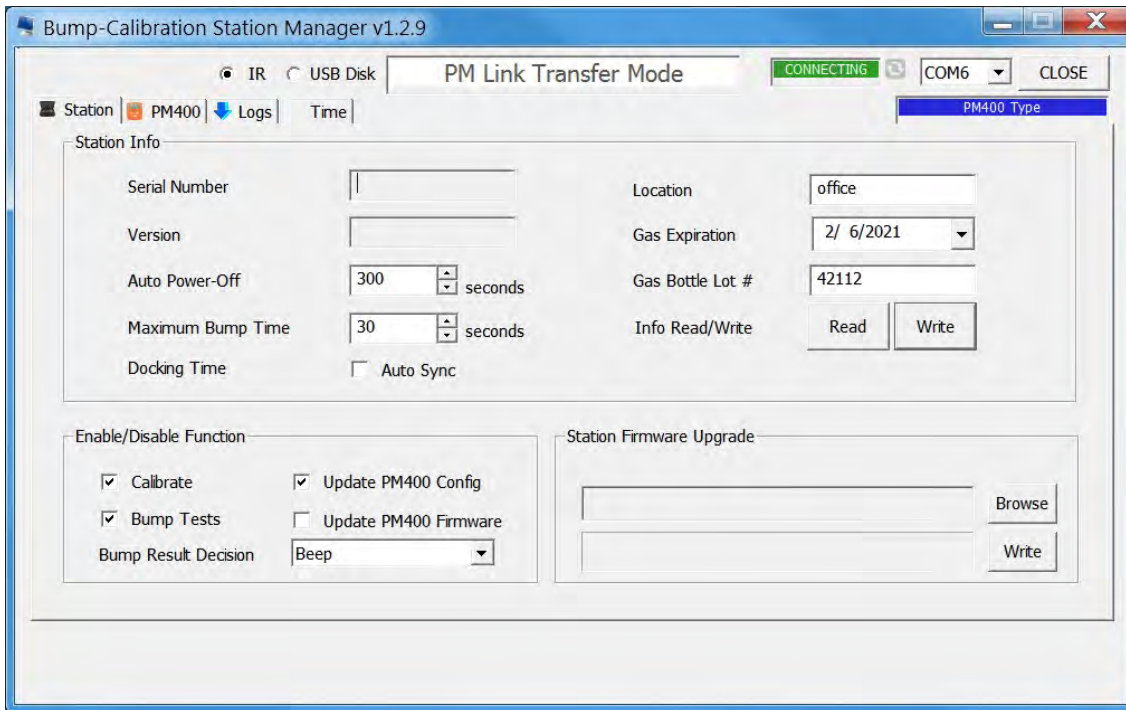 Bump-Calibration Station Manager v1.2.9
IR USB Disk PM Link Transfer Mode CONNECTING COM6 CLOSE
Station PM400 Logs Time PM400 Type
Station Info
Serial Number Location office
Version Gas Expiration 2/ 6/2021
Auto Power-Off 300 seconds Gas Bottle Lot # 42112
Maximum Bump Time 30 seconds Info Read/Write Read Write
Docking Time Auto Sync
Enable/Disable Function Station Firmware Upgrade
Calibrate Update PM400 Config
Browse
Bump Tests Update PM400 Firmware
Bump Result Decision Beep Write